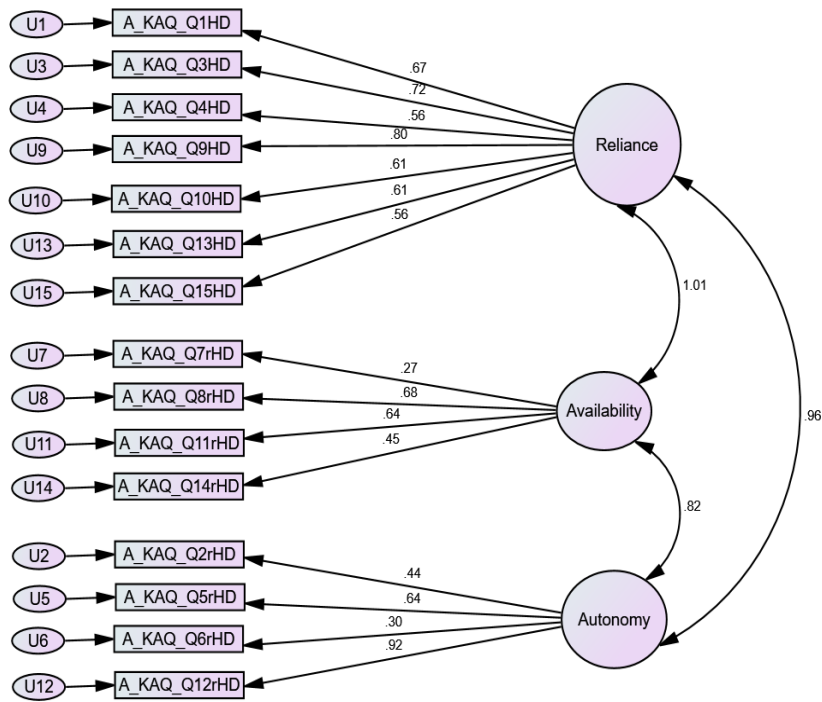 U1 A_KAQ_Q1HD
.67
U3 A_KAQ_Q3HD
.72
U4 A_KAQ_Q4HD
.56
U9 A_KAQ_Q9HD
.80
Reliance
U10 A_KAQ_Q10HD
.61
U13 A_KAQ_Q13HD
.61
U15 A_KAQ_Q15HD
.56
1.01
U7 A_KAQ_Q7rHD
.27
U8 A_KAQ_Q8rHD
.68
Availability
U11 A_KAQ_Q11rHD
.64
U14 A_KAQ_Q14rHD
.45
.96
.82
U2 A_KAQ_Q2rHD
.44
U5 A_KAQ_Q5rHD
.64
Autonomy
U6 A_KAQ_Q6rHD
.30
U12 A_KAQ_Q12rHD
.92